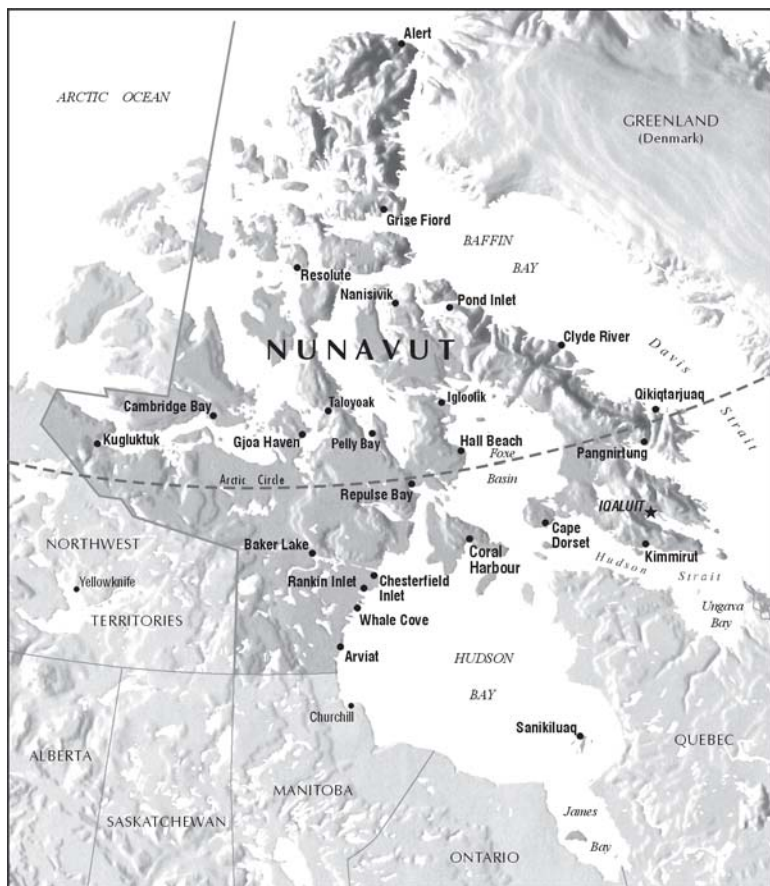 Alert
ARCTIC OCEAN
GREENLAND
(Denmark)
Grise Fiord
BAFFIN
BAY
Resolute
Nanisivik
Pond Inlet
NUNAVUT
Clyde River
Davis
Strait
Cambridge Bay
Taloyoak
Igloolik
Qikiqtarjuaq
Kugluktuk
Gjoa Haven
Pelly Bay
Hall Beach
Pangnirtung
Foxe
Basin
Arctic Circle
Repulse Bay
IQALUIT
Cape
Dorset
Baker Lake
Coral
Harbour
Kimmirut
Hudson Strait
NORTHWEST
TERRITORIES
Yellowknife
Rankin Inlet
Chesterfield
Inlet
Ungava
Bay
Whale Cove
Arviat
HUDSON
BAY
Churchill
Sanikiluaq
QUEBEC
ALBERTA
MANITOBA
SASKATCHEWAN
James
Bay
ONTARIO